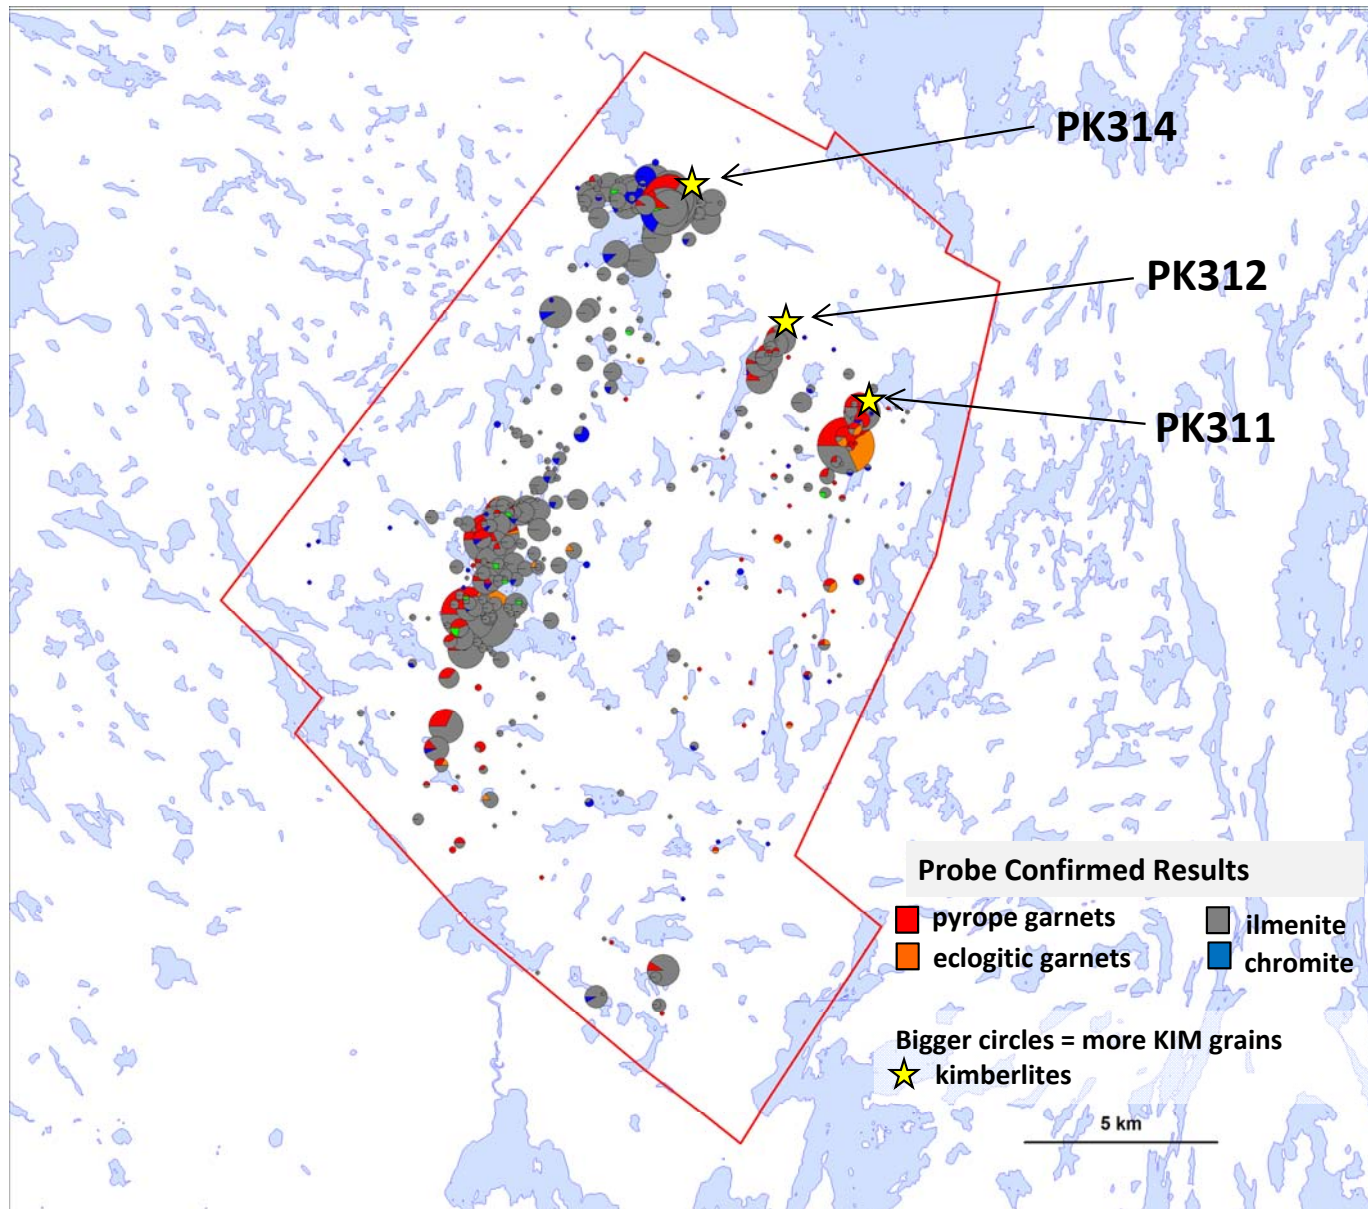 PK314
PK312
PK311
Probe Confirmed Results
pyrope garnets
ilmenite
eclogitic garnets
chromite
Bigger circles = more KIM grains
kimberlites
5 km